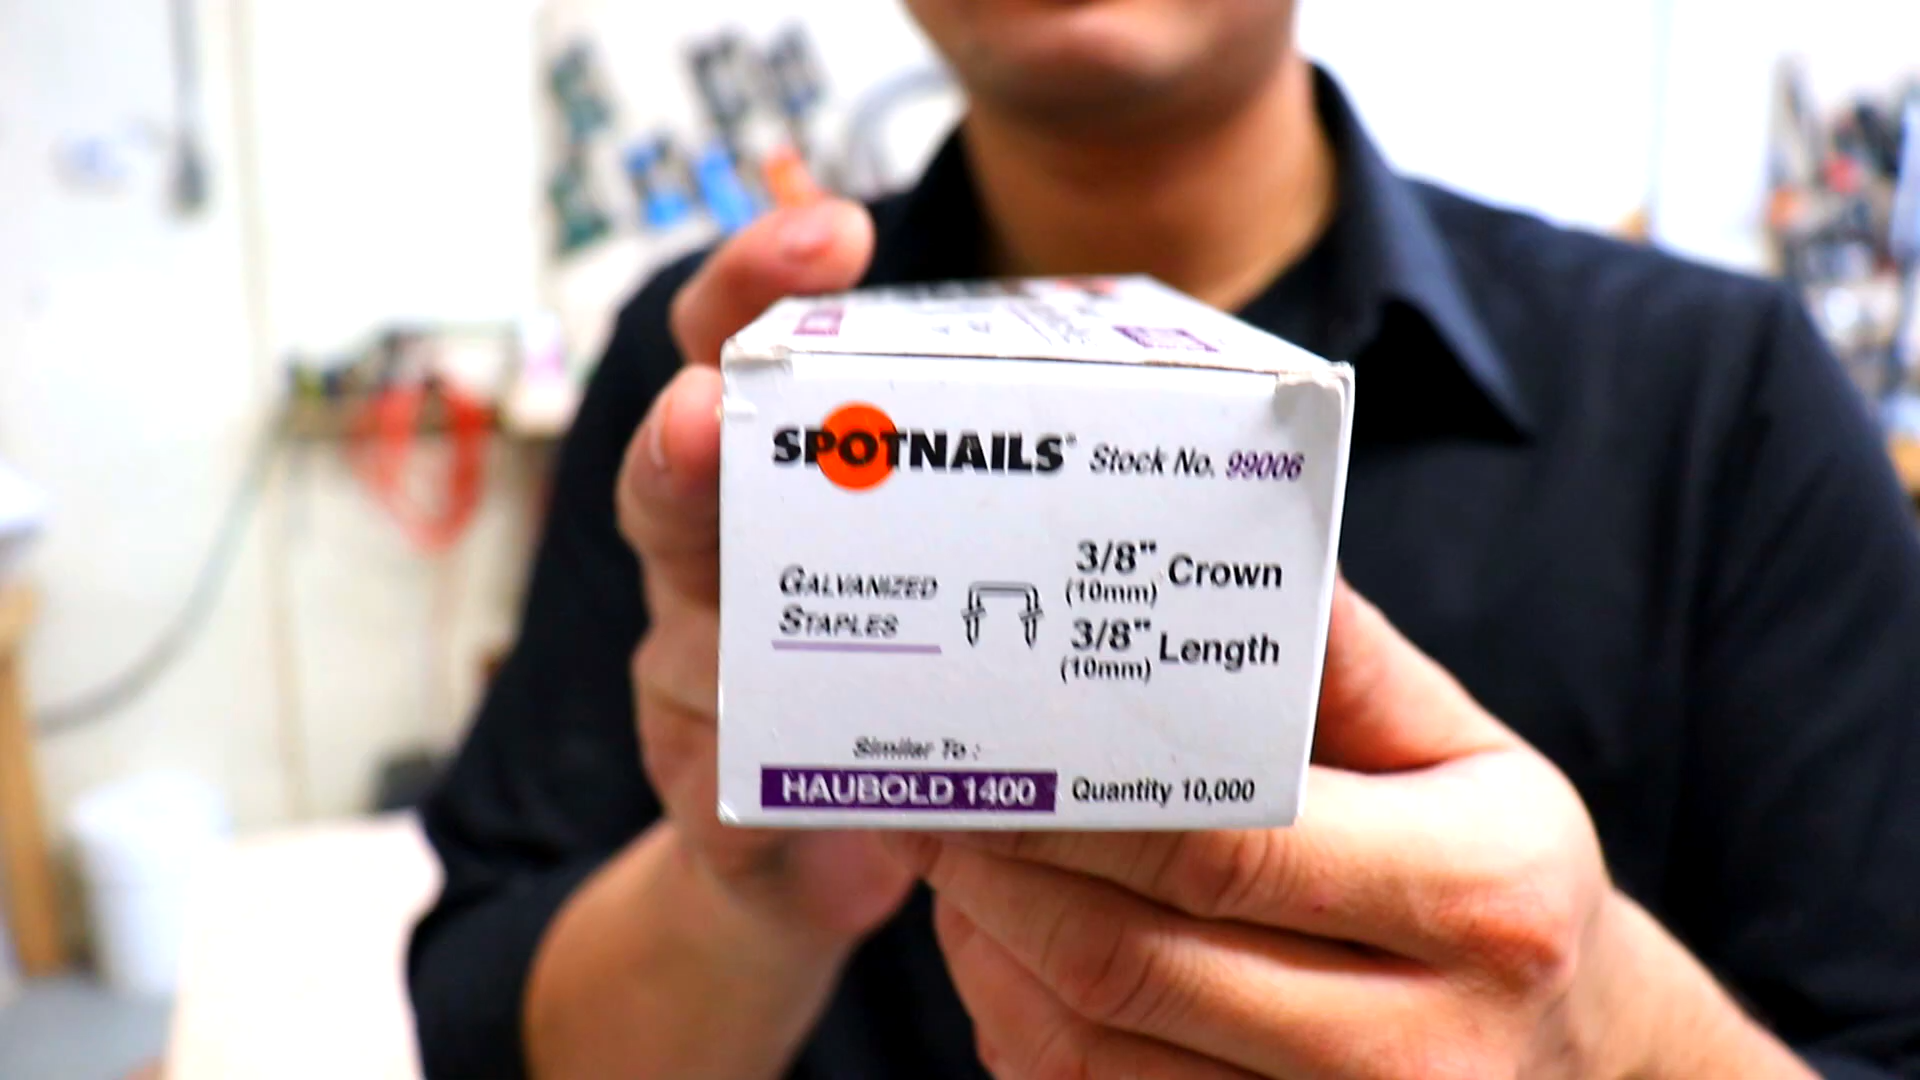 SPOTNAILS® Stock No. 99006
GALVANIZED
STAPLES
3/8" Crown
(10mm)
3/8" Length
(10mm)
Similar To :
HAUBOLD 1400
Quantity 10,000